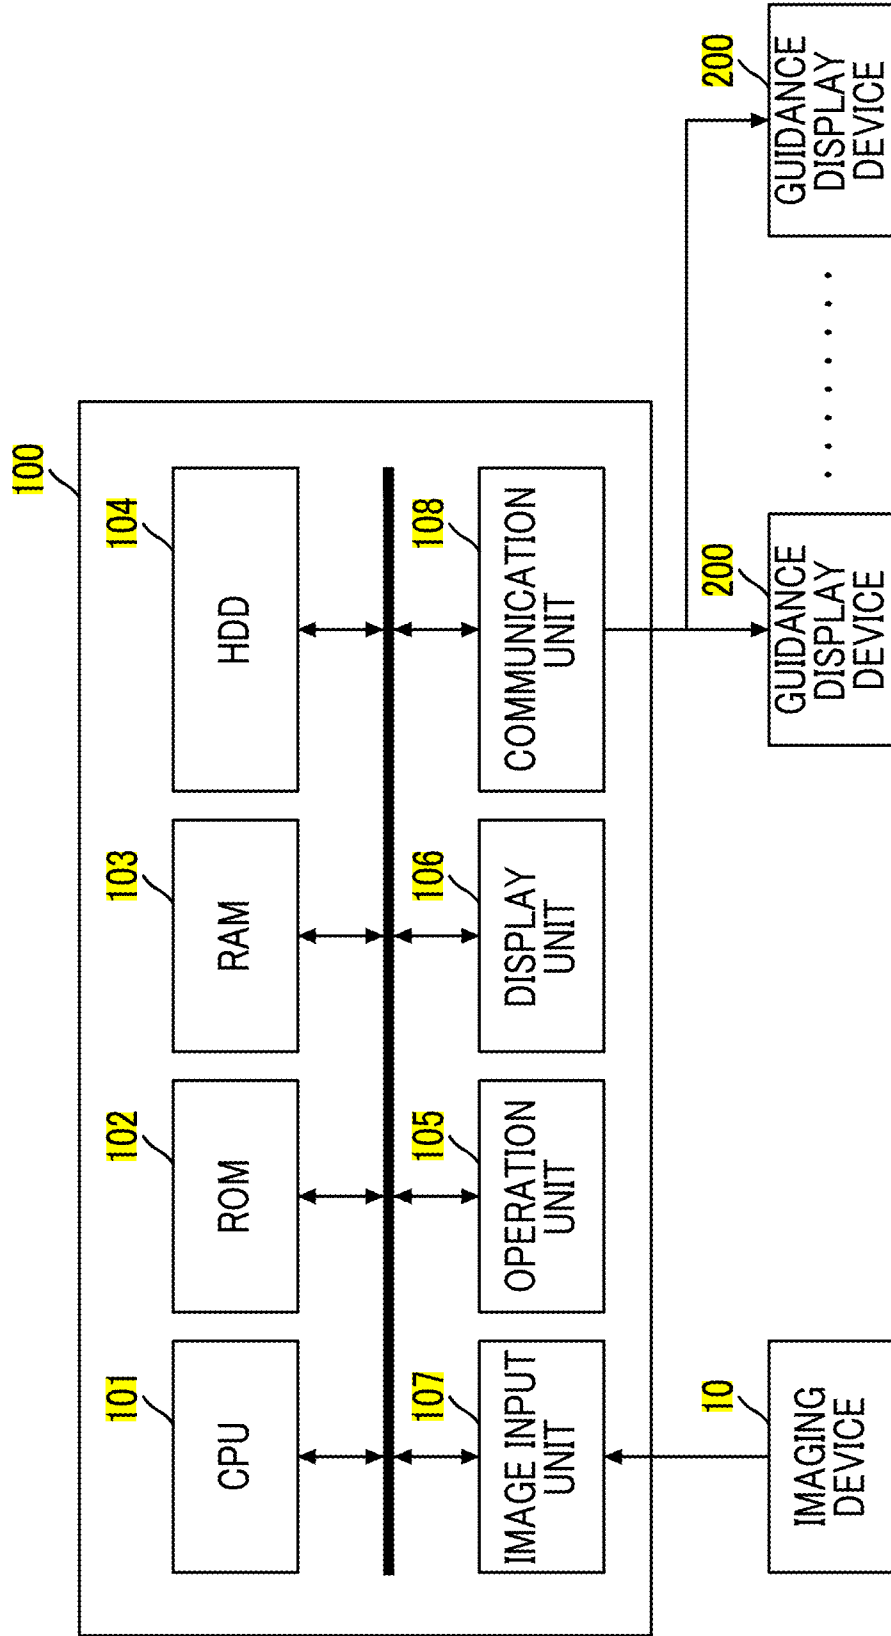 100
101
CPU
102
ROM
103
RAM
104
HDD
107
IMAGE INPUT
UNIT
105
OPERATION
UNIT
106
DISPLAY
UNIT
108
COMMUNICATION
UNIT
10
IMAGING
DEVICE
200
GUIDANCE
DISPLAY
DEVICE
........
200
GUIDANCE
DISPLAY
DEVICE